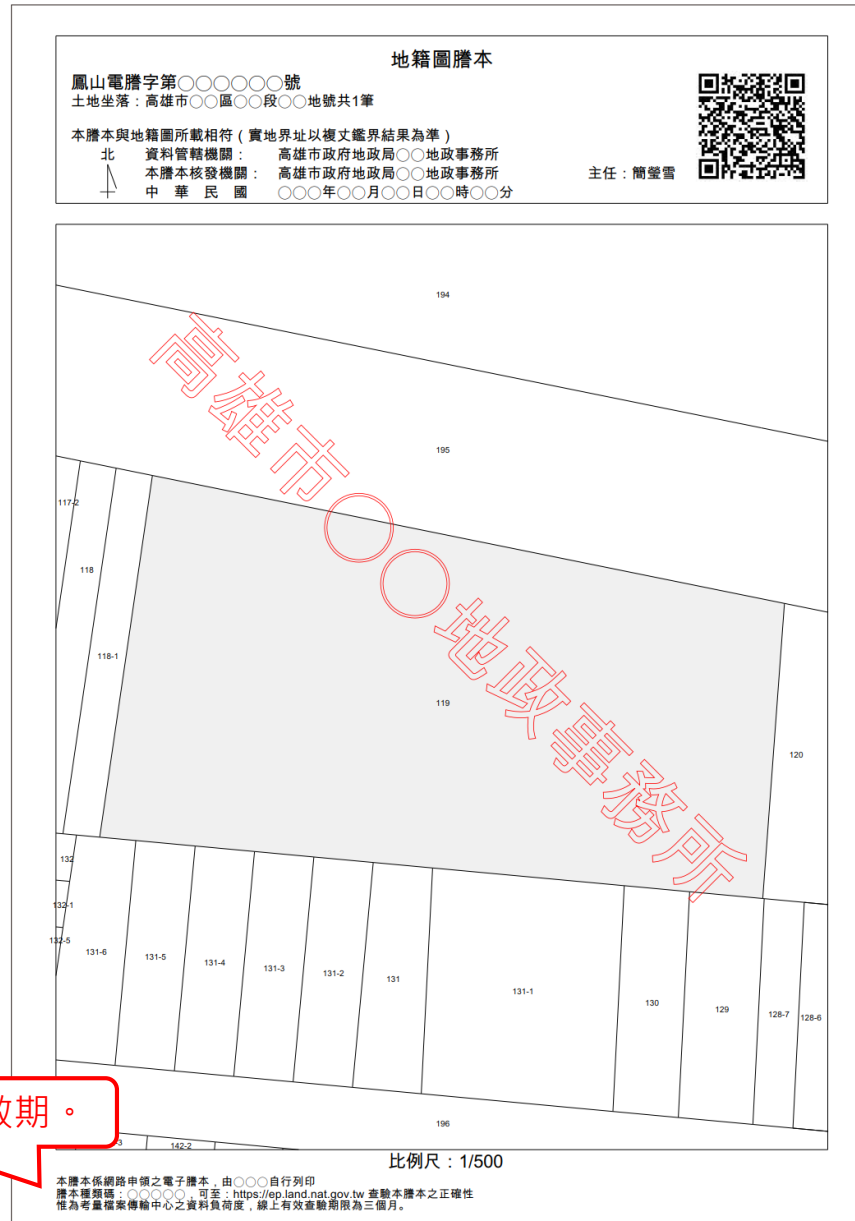 地籍圖謄本
鳳山電謄字第○○○○○○號
土地坐落：高雄市○○區○○段○○地號共1筆
本謄本與地籍圖所載相符（實地界址以複丈鑑界結果為準）
北 資料管轄機關： 高雄市政府地政局○○地政事務所
本謄本核發機關： 高雄市政府地政局○○地政事務所 主任：簡瑩雪
中 華 民 國 ○○○年○○月○○日○○時○○分
194
195
高雄市○○地政事務所
117-2
118
118-1
119
120
132
132-1
132-5
131-6
131-5
131-4
131-3
131-2
131
131-1
130
129
128-7
128-6
196
效期。
-3
142-2
比例尺：1/500
本謄本係網路申領之電子謄本，由○○○自行列印
謄本種類碼：○○○○○，可至：https://ep.land.nat.gov.tw 查驗本謄本之正確性
惟為考量檔案傳輸中心之資料負荷度，線上有效查驗期限為三個月。